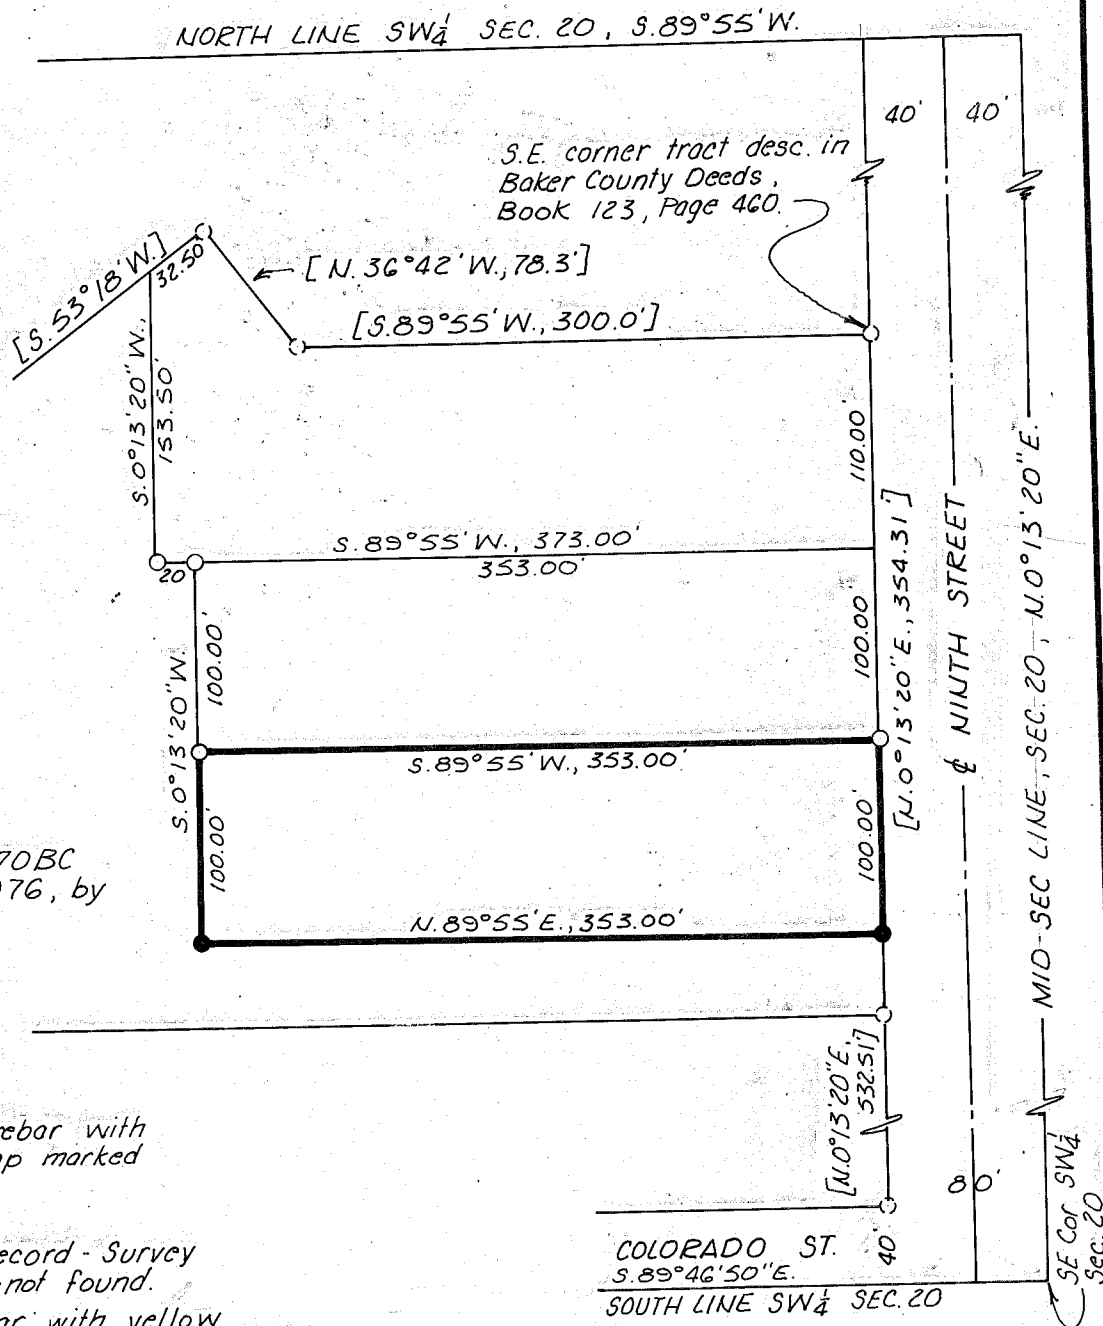 NORTH LINE SW¼ SEC. 20, S.89°55'W.
40' 40'
S.E. corner tract desc. in
Baker County Deeds,
Book 123, Page 460.
[S. 53°18'W.]
32.50'
[N. 36°42'W., 78.3']
[S.89°55'W., 300.0']
S.0°13'20"W.,
153.50'
110.00'
S.89°55'W., 373.00'
353.00'
20'
100.00'
100.00'
S.0°13'20"W.
[N.0°13'20"E., 354.31']
℄ NINTH STREET
MID-SEC LINE, SEC. 20, N.0°13'20"E.
S.89°55'W., 353.00'
100.00'
100.00'
70BC
976, by
N.89°55'E., 353.00'
[N.0°13'20"E,
532.51']
ebar with
p marked
80'
ecord - Survey
not found.
COLORADO ST.
S.89°46'50"E.
40'
SOUTH LINE SW¼ SEC. 20
SE Cor SW¼
Sec. 20
ar with yellow